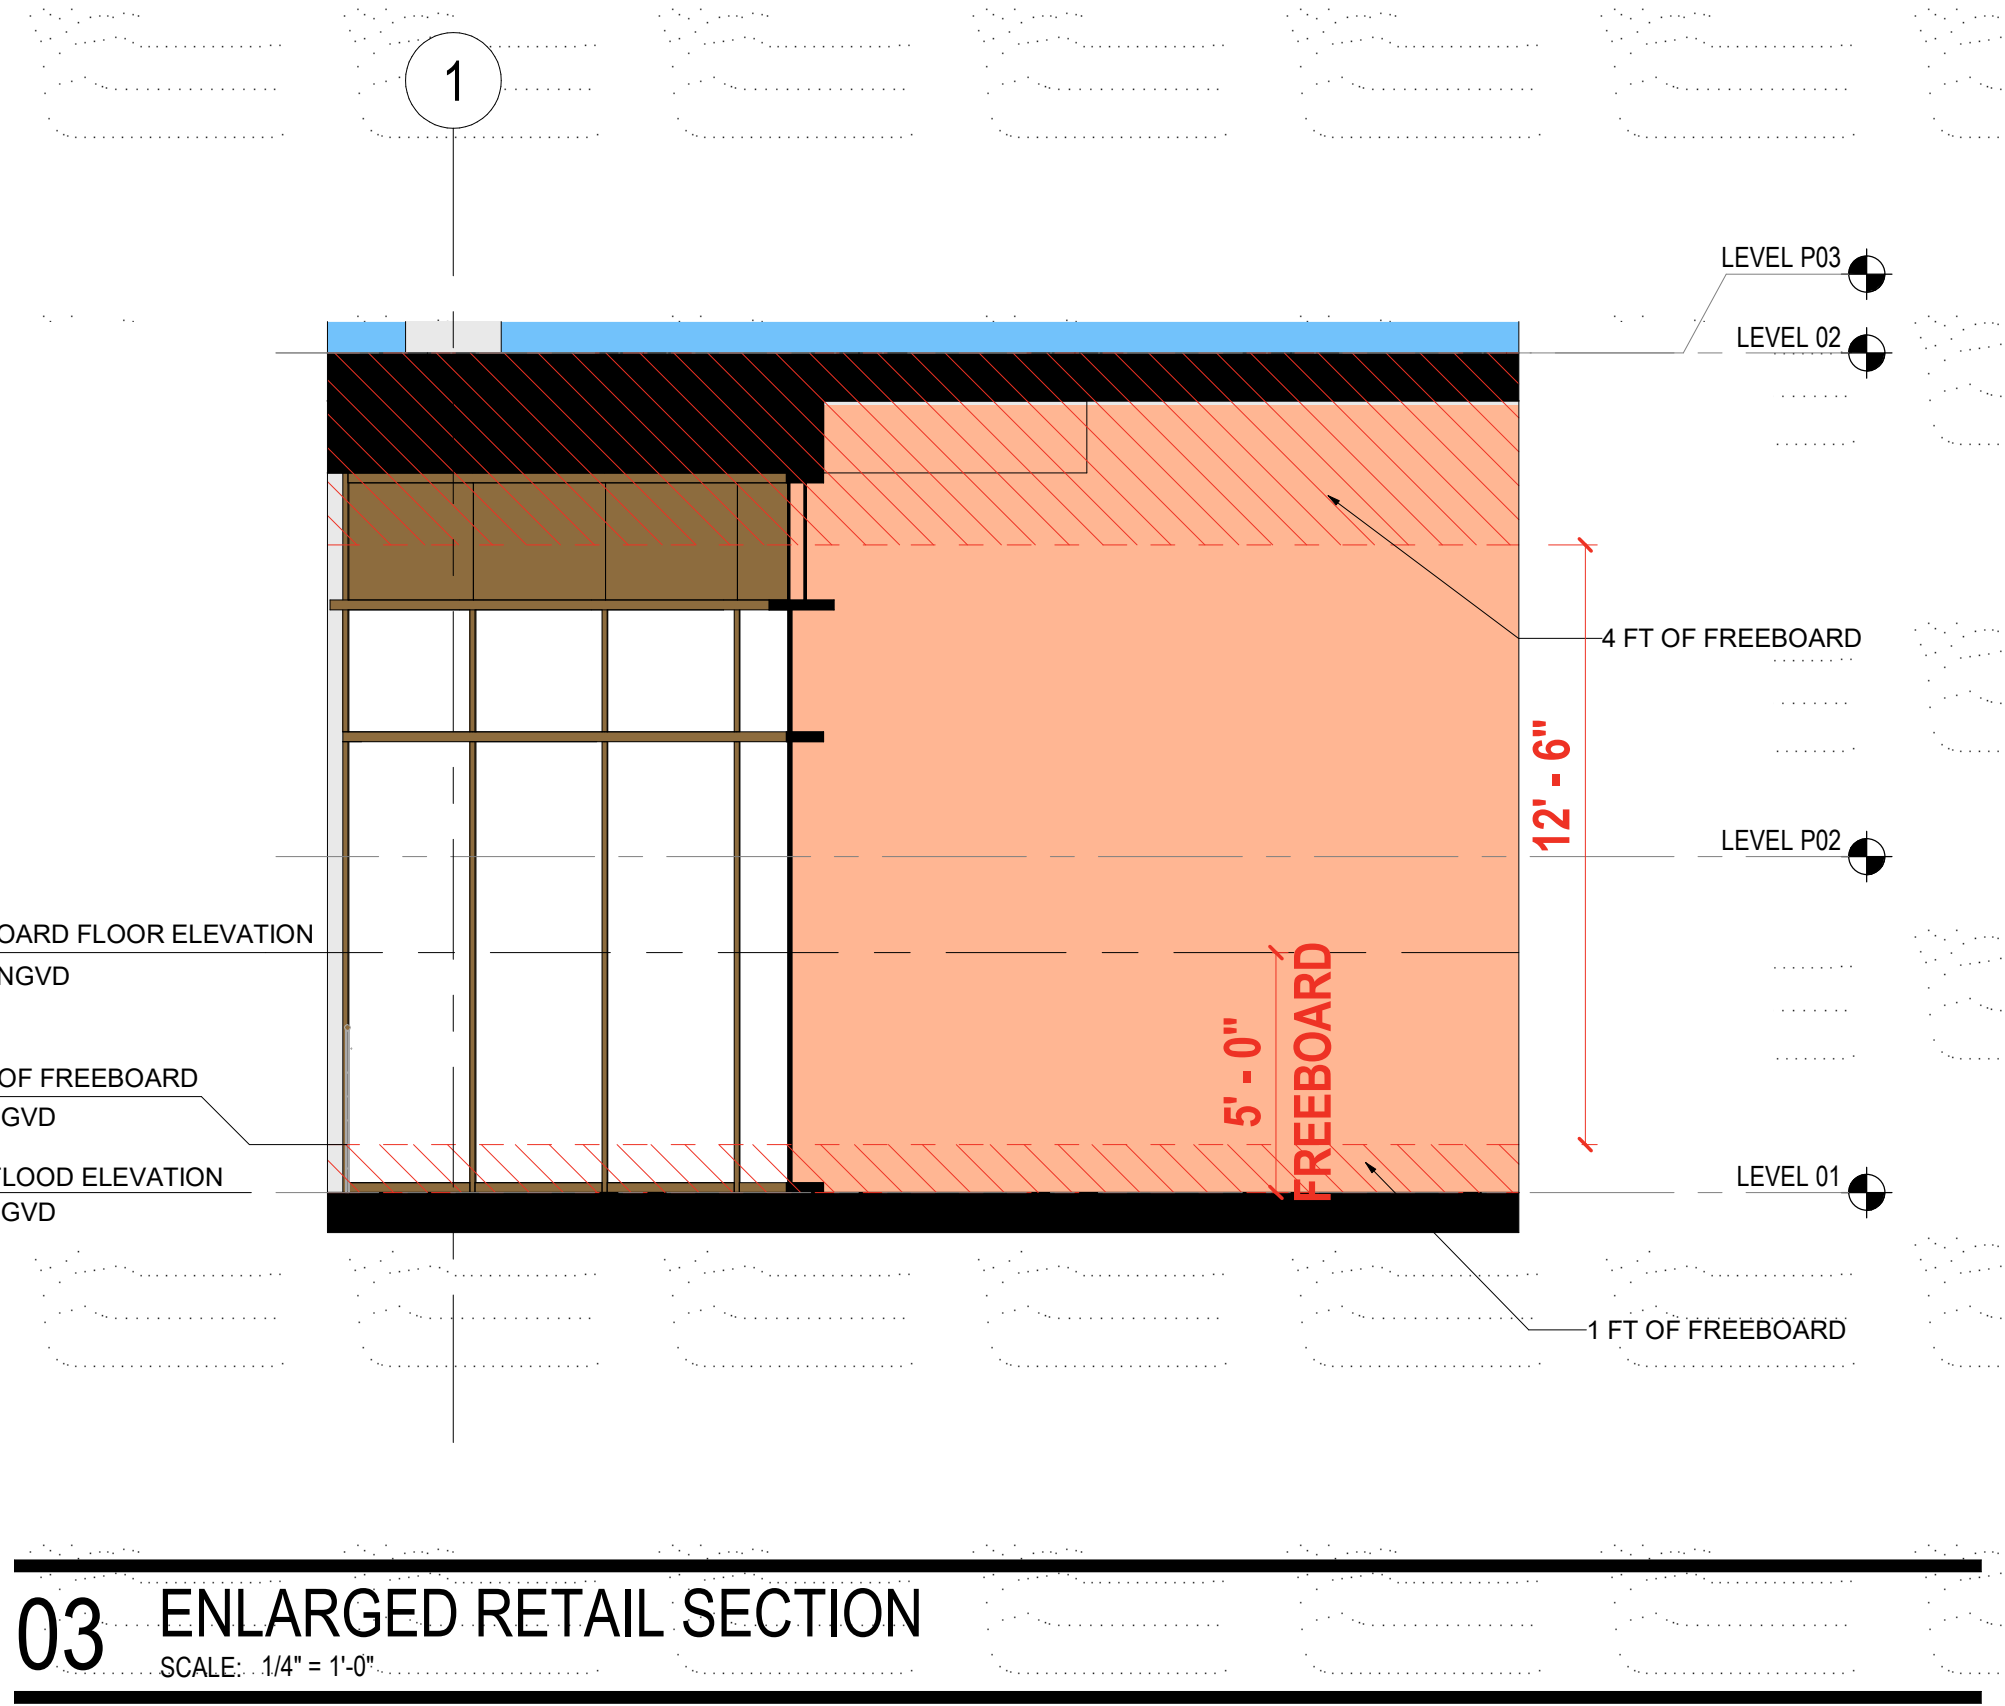 1
LEVEL P03
LEVEL 02
4 FT OF FREEBOARD
12' - 6"
LEVEL P02
OARD FLOOR ELEVATION
NGVD
5' - 0"
FREEBOARD
OF FREEBOARD
GVD
LOOD ELEVATION
GVD
LEVEL 01
1 FT OF FREEBOARD
03 ENLARGED RETAIL SECTION
SCALE: 1/4" = 1'-0"